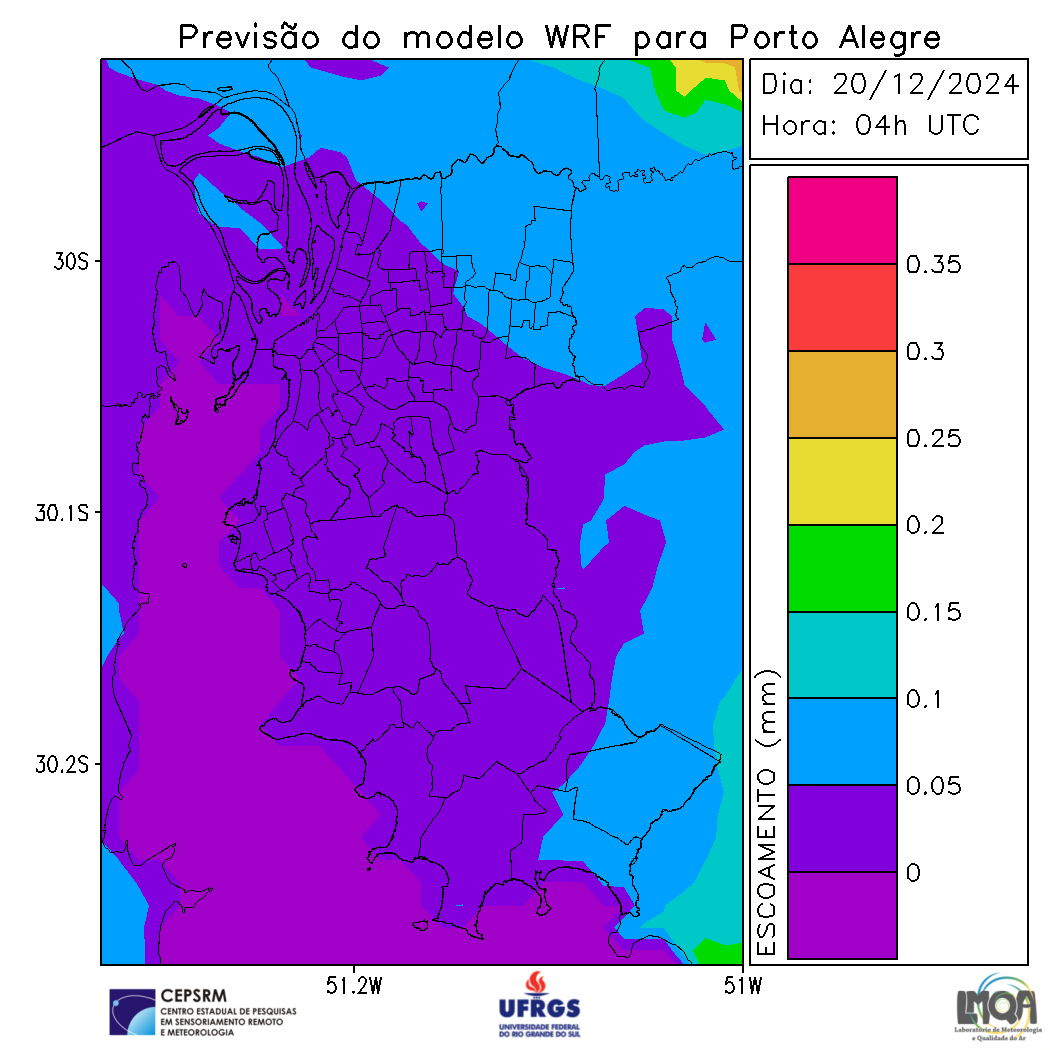 Previsão do modelo WRF para Porto Alegre
Dia: 20/12/2024
Hora: 04h UTC
30S
30.1S
30.2S
51.2W
51W
ESCOAMENTO (mm)
0.35
0.3
0.25
0.2
0.15
0.1
0.05
0
CEPSRM
CENTRO ESTADUAL DE PESQUISAS
EM SENSORIAMENTO REMOTO
E METEOROLOGIA
UFRGS
UNIVERSIDADE FEDERAL
DO RIO GRANDE DO SUL
LMQA
Laboratório de Meteorologia
e Qualidade do Ar